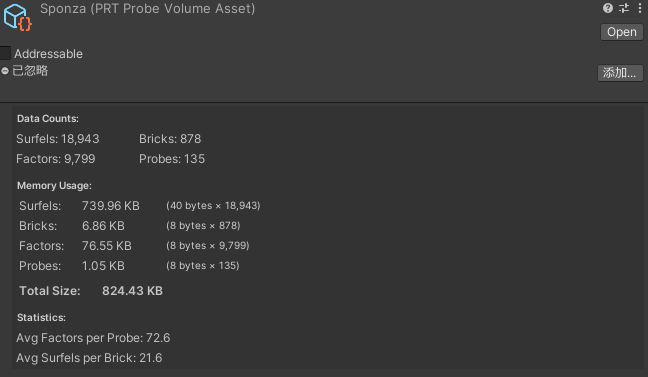 Sponza (PRT Probe Volume Asset)
Open
Addressable
已忽略
添加...
Data Counts:
Surfels: 18,943 Bricks: 878
Factors: 9,799 Probes: 135
Memory Usage:
Surfels: 739.96 KB (40 bytes × 18,943)
Bricks: 6.86 KB (8 bytes × 878)
Factors: 76.55 KB (8 bytes × 9,799)
Probes: 1.05 KB (8 bytes × 135)
Total Size: 824.43 KB
Statistics:
Avg Factors per Probe: 72.6
Avg Surfels per Brick: 21.6